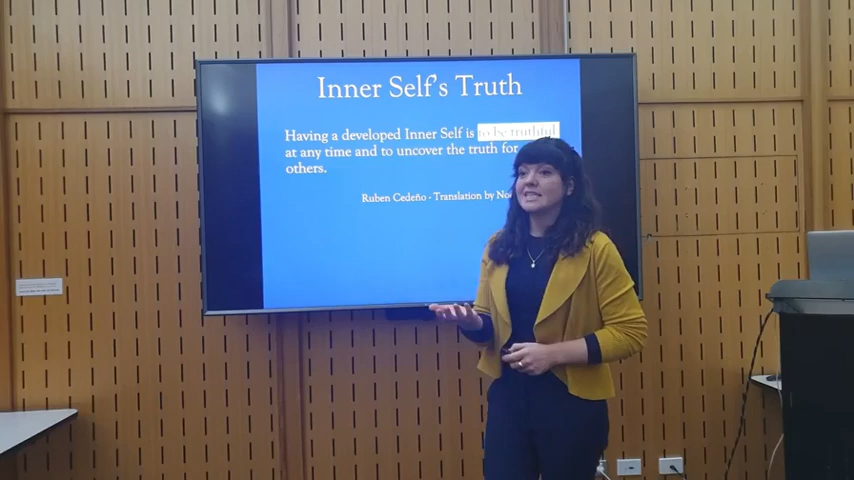 Inner Self's Truth
Having a developed Inner Self is to be truthful
at any time and to uncover the truth for
others.
Ruben Cedeño - Translation by